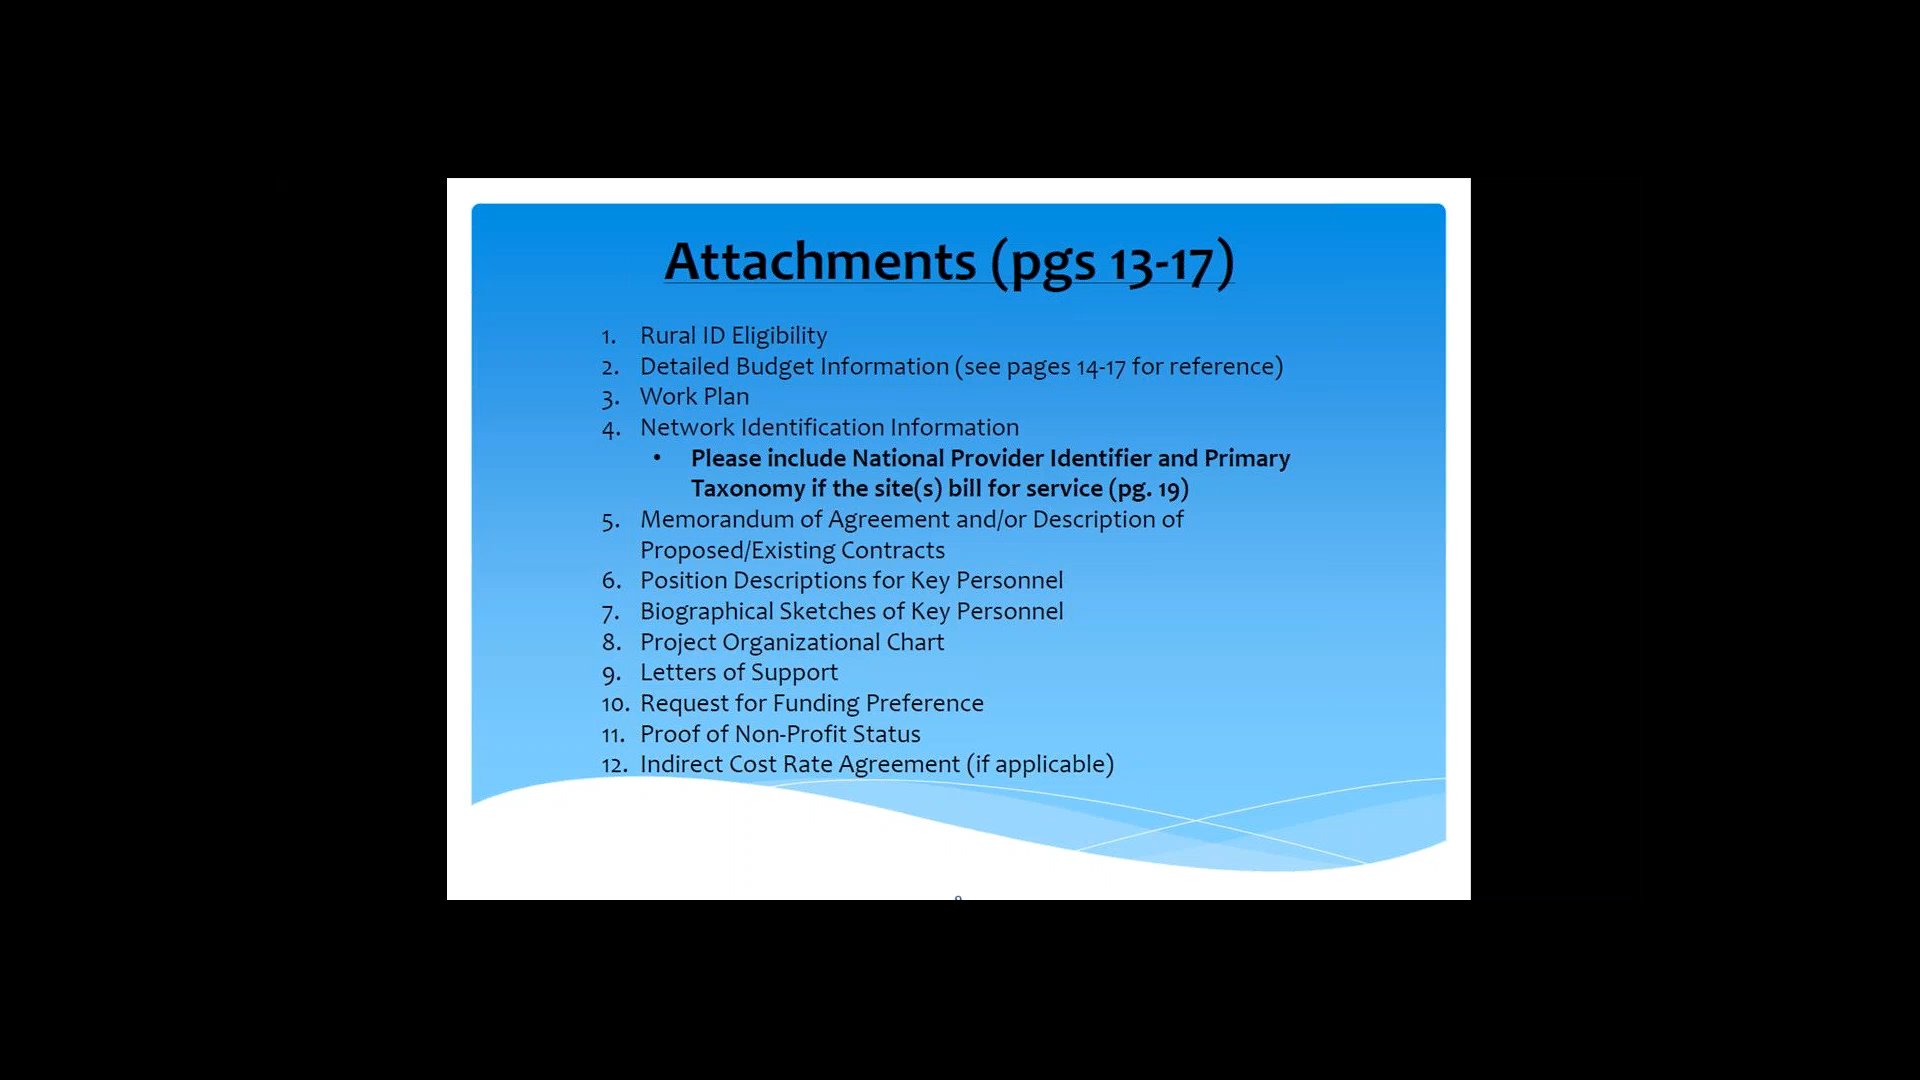 Attachments (pgs 13-17)
1. Rural ID Eligibility
2. Detailed Budget Information (see pages 14-17 for reference)
3. Work Plan
4. Network Identification Information
• Please include National Provider Identifier and Primary
Taxonomy if the site(s) bill for service (pg. 19)
5. Memorandum of Agreement and/or Description of
Proposed/Existing Contracts
6. Position Descriptions for Key Personnel
7. Biographical Sketches of Key Personnel
8. Project Organizational Chart
9. Letters of Support
10. Request for Funding Preference
11. Proof of Non-Profit Status
12. Indirect Cost Rate Agreement (if applicable)